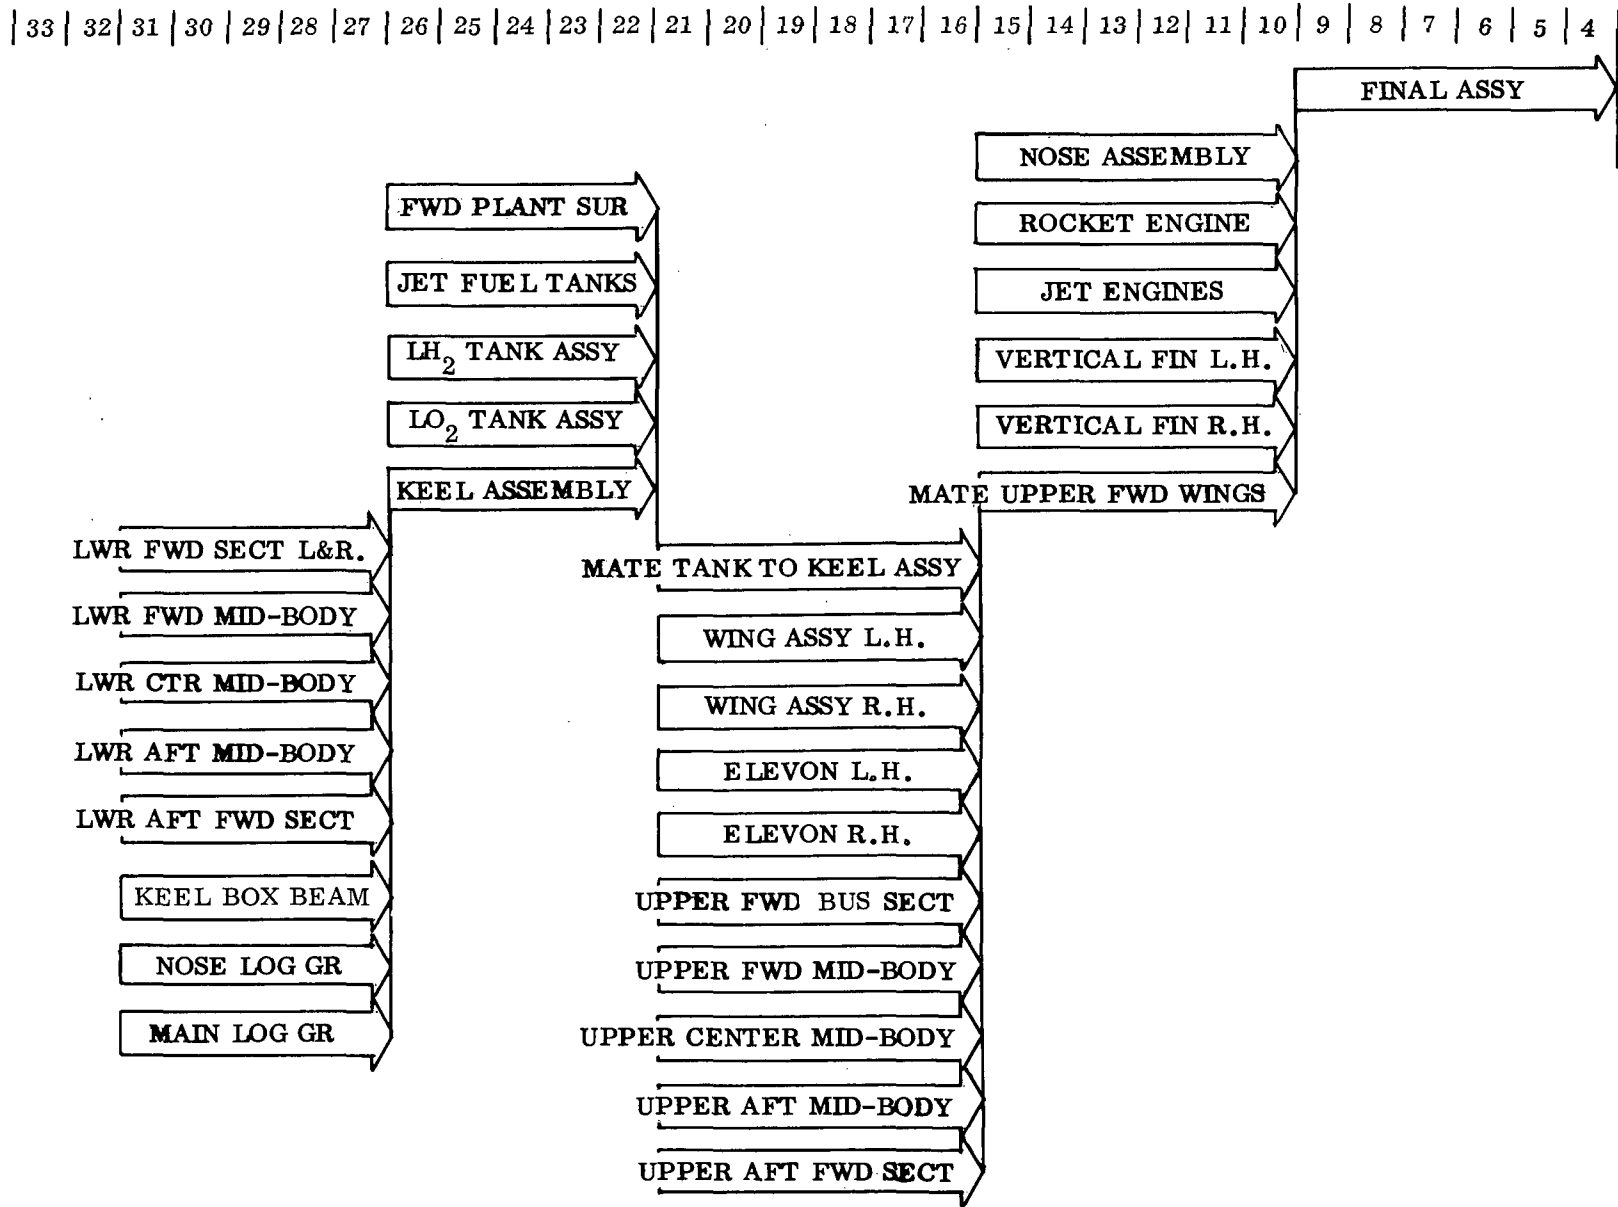 33 32 31 30 29 28 27 26 25 24 23 22 21 20 19 18 17 16 15 14 13 12 11 10 9 8 7 6 5 4
FINAL ASSY
NOSE ASSEMBLY
FWD PLANT SUR
ROCKET ENGINE
JET FUEL TANKS
JET ENGINES
LH2 TANK ASSY
VERTICAL FIN L.H.
LO2 TANK ASSY
VERTICAL FIN R.H.
KEEL ASSEMBLY
MATE UPPER FWD WINGS
LWR FWD SECT L&R.
MATE TANK TO KEEL ASSY
LWR FWD MID-BODY
WING ASSY L.H.
LWR CTR MID-BODY
WING ASSY R.H.
LWR AFT MID-BODY
ELEVON L.H.
LWR AFT FWD SECT
ELEVON R.H.
KEEL BOX BEAM
UPPER FWD BUS SECT
NOSE LOG GR
UPPER FWD MID-BODY
MAIN LOG GR
UPPER CENTER MID-BODY
UPPER AFT MID-BODY
UPPER AFT FWD SECT